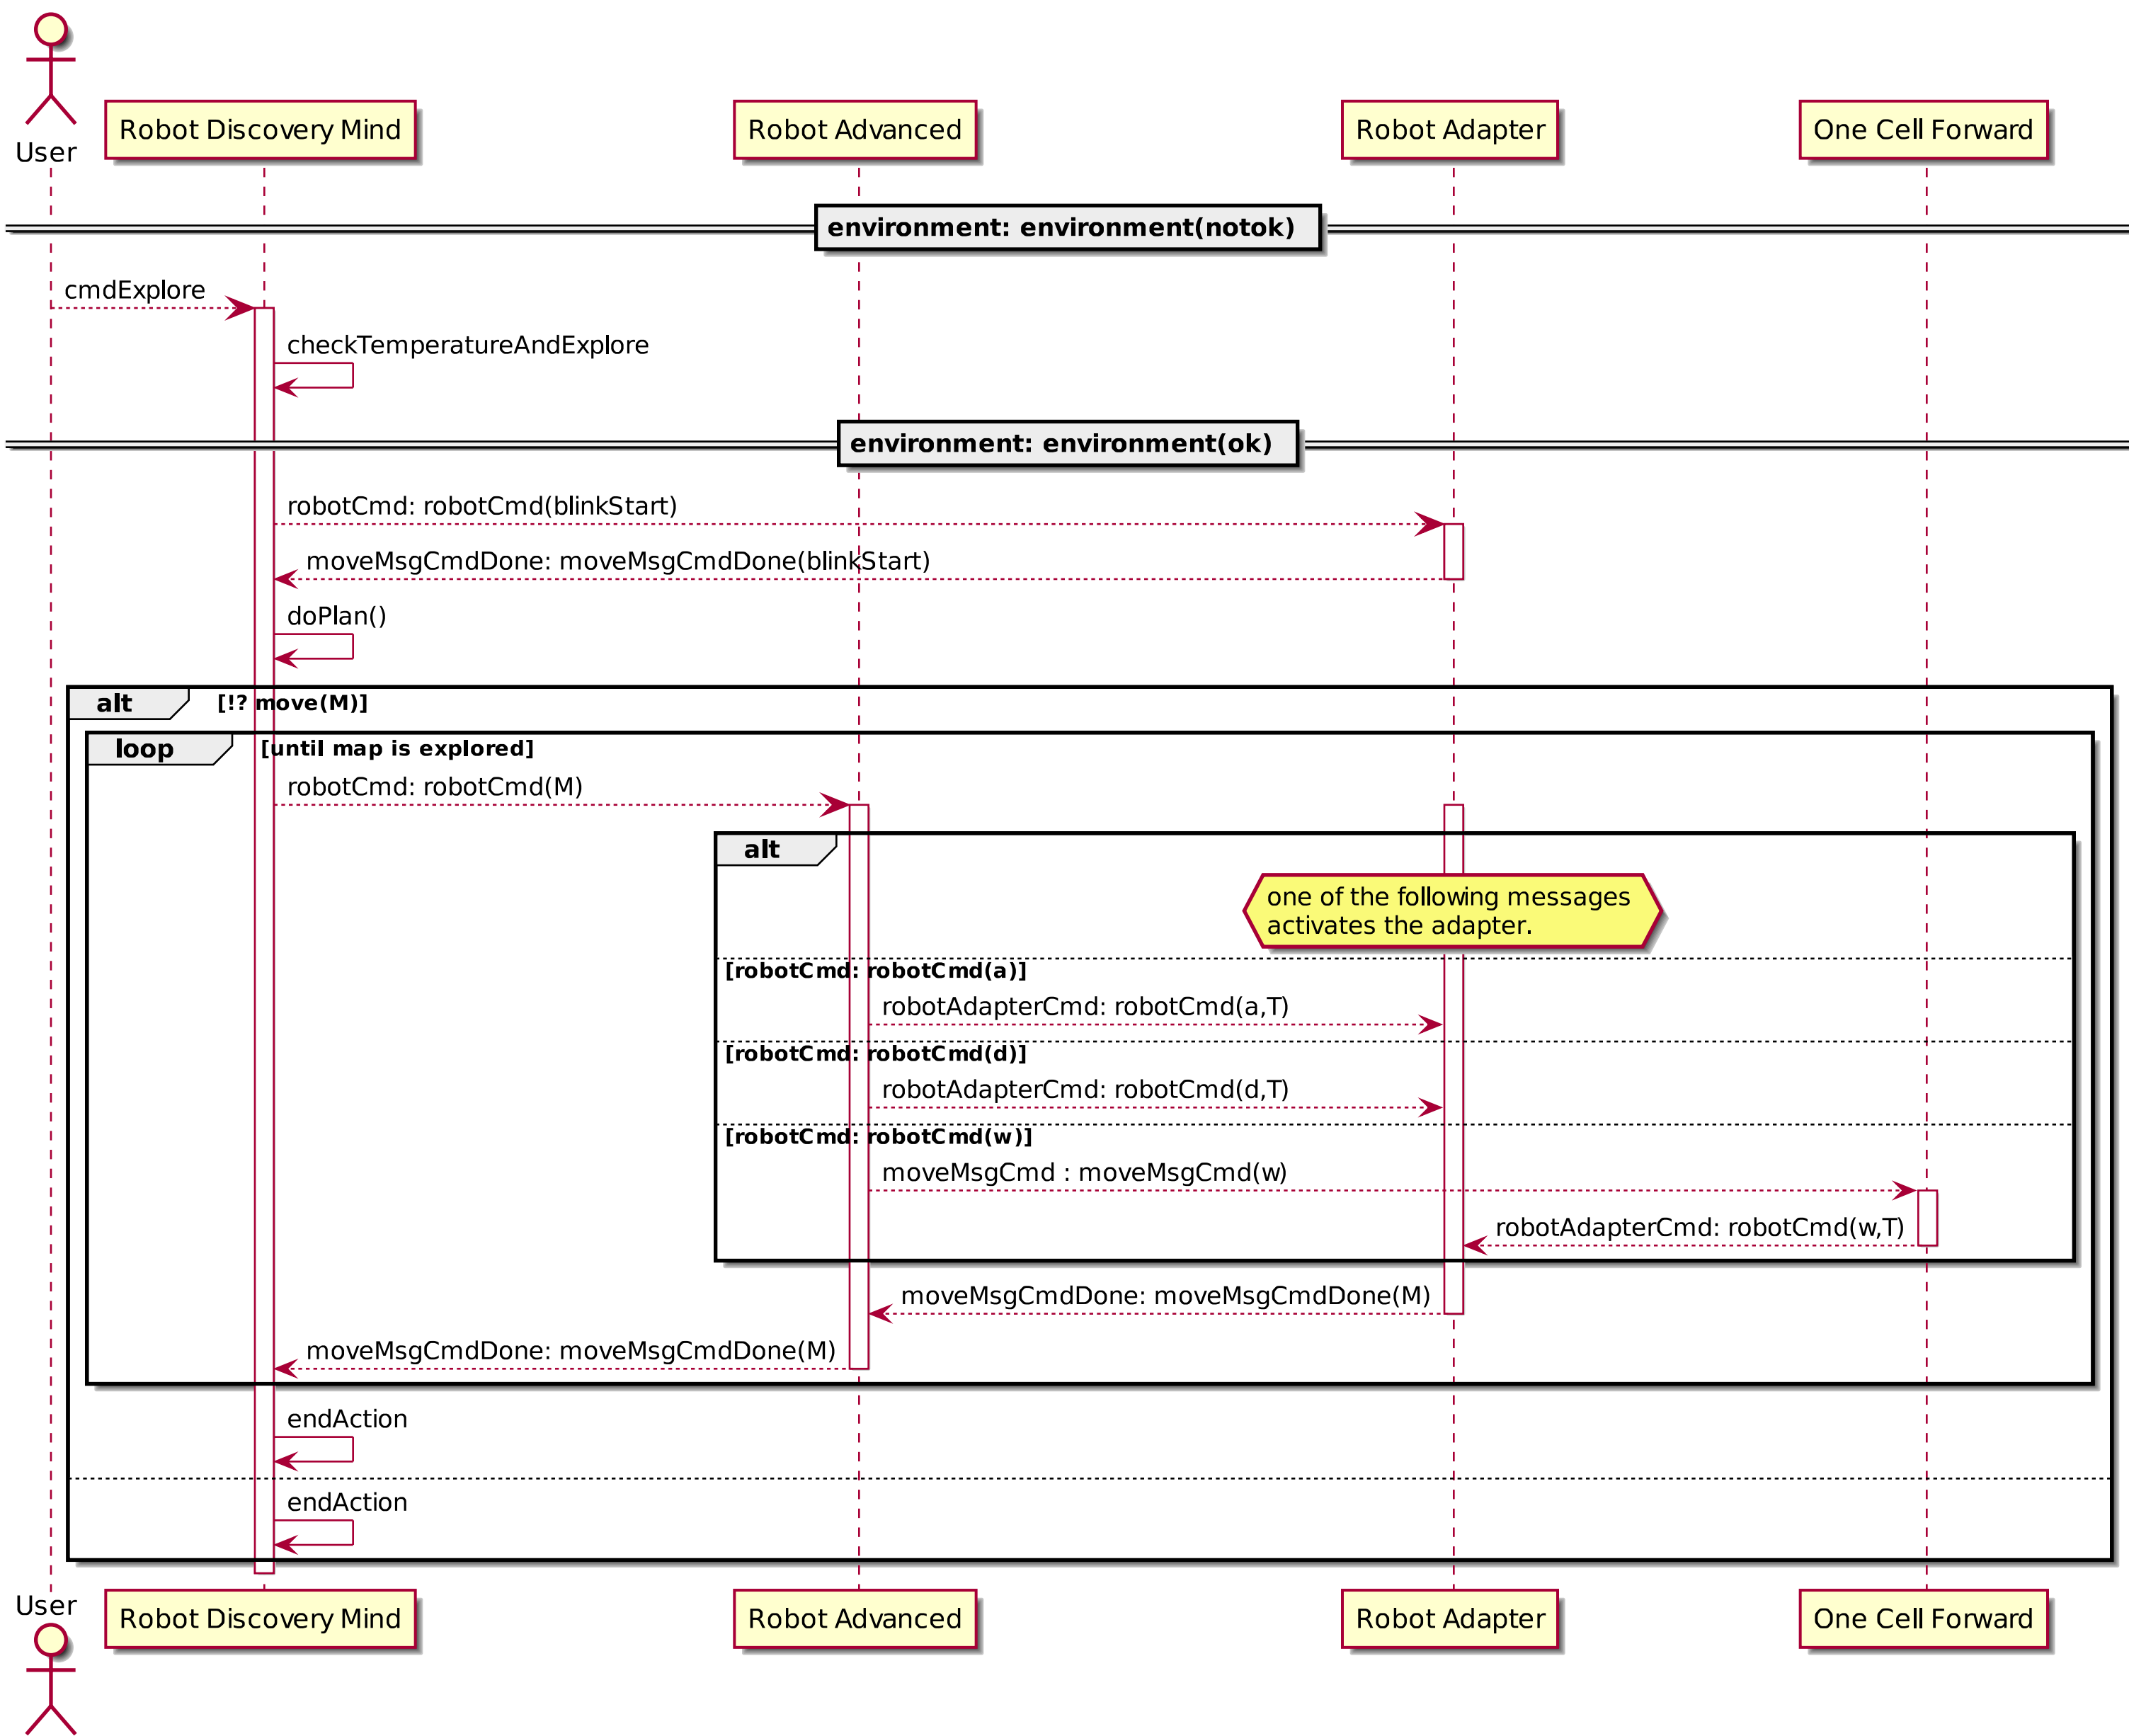 User
Robot Discovery Mind
Robot Advanced
Robot Adapter
One Cell Forward
environment: environment(notok)
cmdExplore
checkTemperatureAndExplore
environment: environment(ok)
robotCmd: robotCmd(blinkStart)
moveMsgCmdDone: moveMsgCmdDone(blinkStart)
doPlan()
alt [!? move(M)]
loop [until map is explored]
robotCmd: robotCmd(M)
alt
one of the following messages
activates the adapter.
[robotCmd: robotCmd(a)]
robotAdapterCmd: robotCmd(a,T)
[robotCmd: robotCmd(d)]
robotAdapterCmd: robotCmd(d,T)
[robotCmd: robotCmd(w)]
moveMsgCmd : moveMsgCmd(w)
robotAdapterCmd: robotCmd(w,T)
moveMsgCmdDone: moveMsgCmdDone(M)
moveMsgCmdDone: moveMsgCmdDone(M)
endAction
endAction
User
Robot Discovery Mind
Robot Advanced
Robot Adapter
One Cell Forward